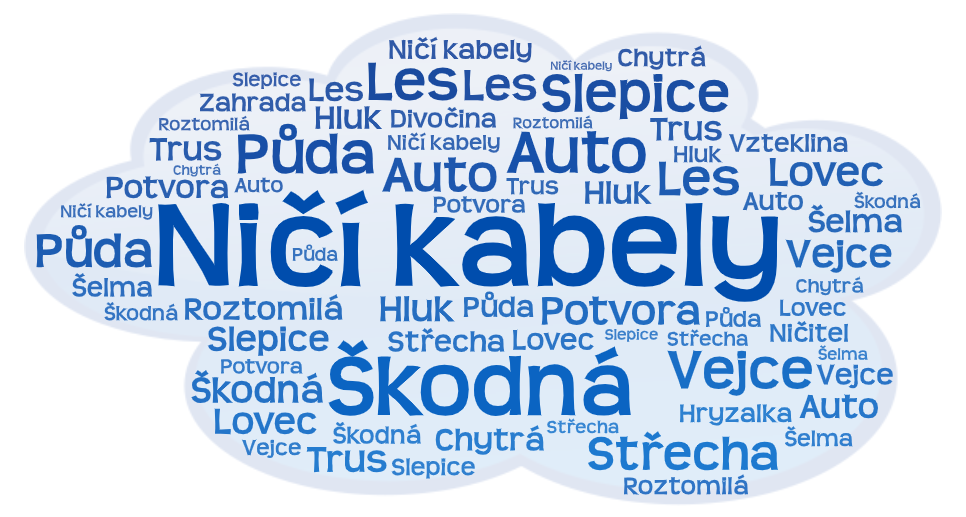 Ničí kabely
Ničí kabely Chytrá
Slepice Les Les Les Slepice
Zahrada
Roztomilá Hluk Divočina Roztomilá Trus
Trus Půda Ničí kabely Auto Hluk Vzteklina
Chytrá Auto Les Lovec
Potvora Auto Trus Hluk
Ničí kabely Potvora Auto Škodná
Šelma
Půda Ničí kabely Vejce
Půda
Šelma Chytrá
Škodná Roztomilá Hluk Půda Potvora Půda Lovec
Slepice Střecha Lovec Slepice Střecha Ničitel
Potvora Škodná Vejce Šelma
Škodná Vejce
Lovec Hryzalka Auto
Vejce Škodná Chytrá Střecha Šelma
Trus Slepice Střecha
Roztomilá